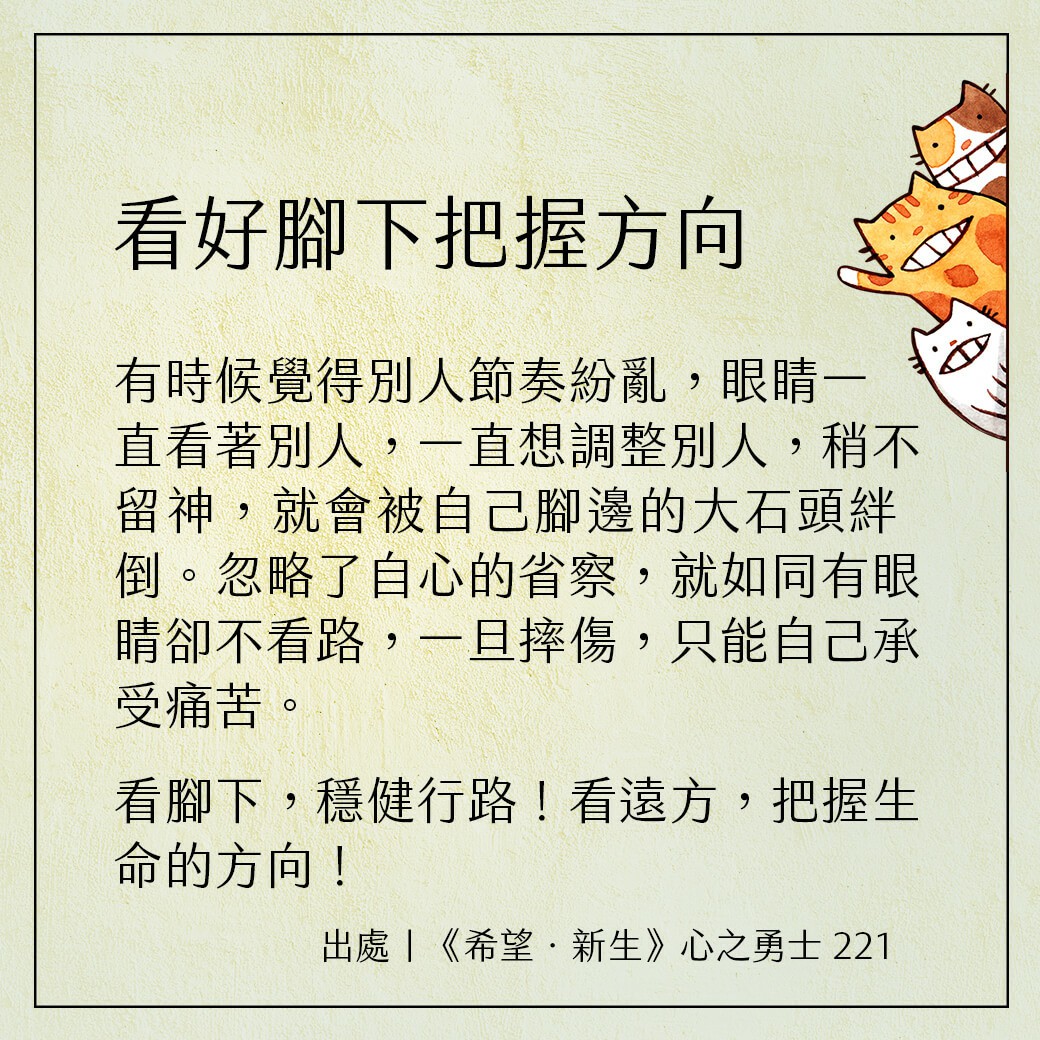 看好腳下把握方向
有時候覺得別人節奏紛亂，眼睛一
直看著別人，一直想調整別人，稍不
留神，就會被自己腳邊的大石頭絆
倒。忽略了自心的省察，就如同有眼
睛卻不看路，一旦摔傷，只能自己承
受痛苦。
看腳下，穩健行路！看遠方，把握生
命的方向！
出處｜《希望．新生》心之勇士 221